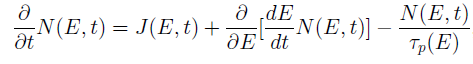 ∂/∂t N(E, t) = J(E, t) + ∂/∂E [dE/dt N(E, t)] − N(E, t)/τ_p(E)